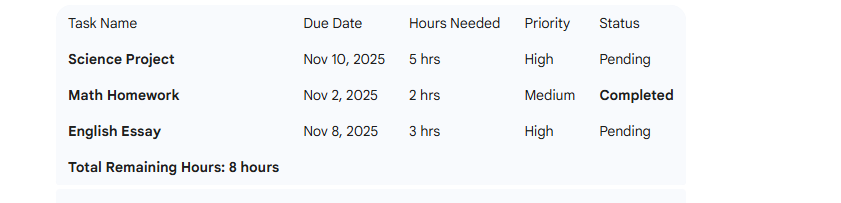 Task Name Due Date Hours Needed Priority Status
Science Project Nov 10, 2025 5 hrs High Pending
Math Homework Nov 2, 2025 2 hrs Medium Completed
English Essay Nov 8, 2025 3 hrs High Pending
Total Remaining Hours: 8 hours